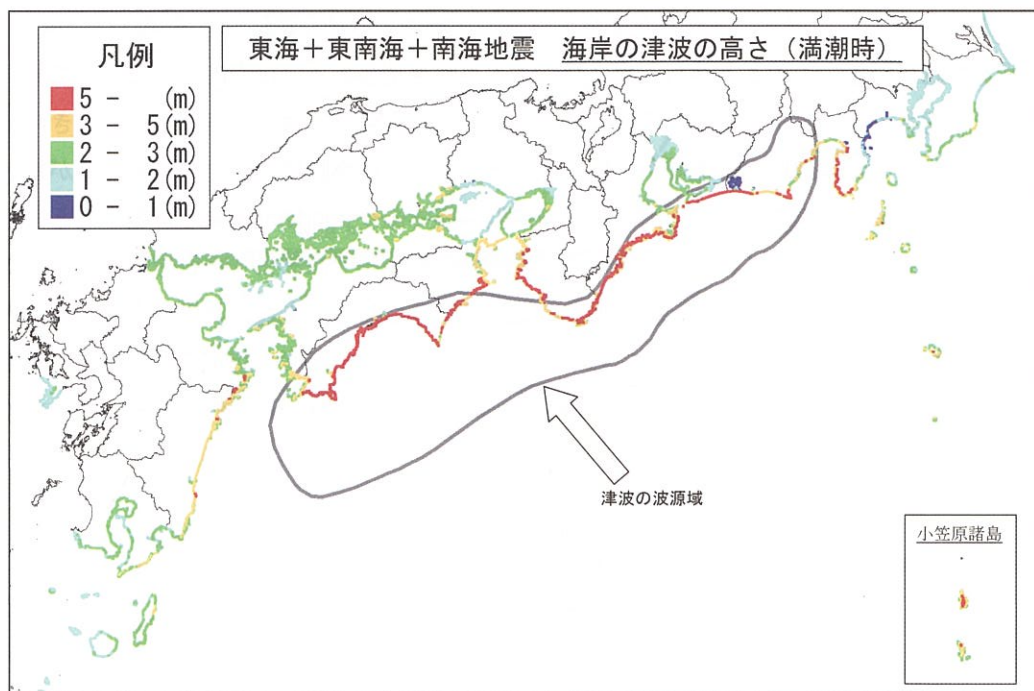 凡例
5 - (m)
3 - 5(m)
2 - 3(m)
1 - 2(m)
0 - 1(m)
東海+東南海+南海地震 海岸の津波の高さ(満潮時)
津波の波源域
小笠原諸島